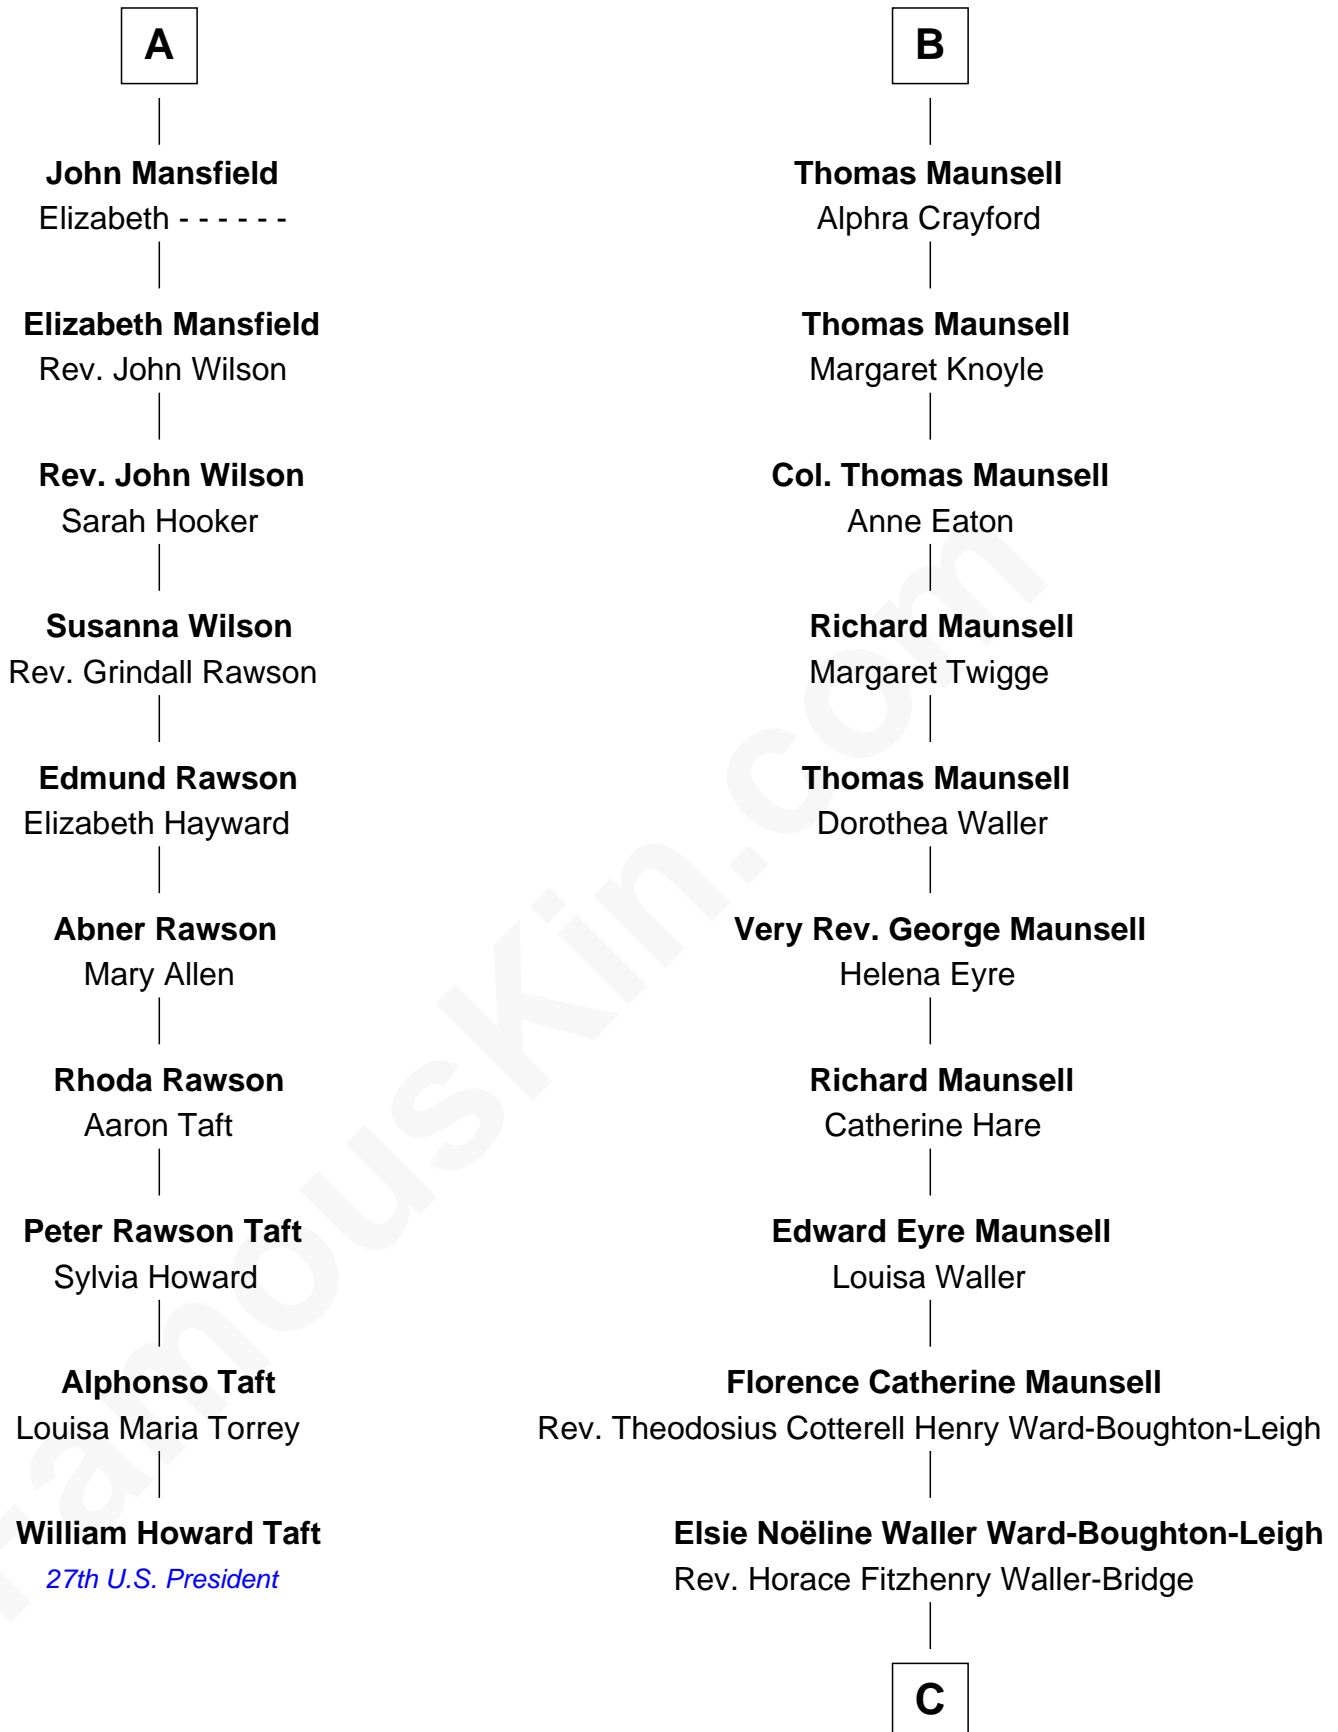 A
John Mansfield
Elizabeth - - - - - -
Elizabeth Mansfield
Rev. John Wilson
Rev. John Wilson
Sarah Hooker
Susanna Wilson
Rev. Grindall Rawson
Edmund Rawson
Elizabeth Hayward
Abner Rawson
Mary Allen
Rhoda Rawson
Aaron Taft
Peter Rawson Taft
Sylvia Howard
Alphonso Taft
Louisa Maria Torrey
William Howard Taft
27th U.S. President
B
Thomas Maunsell
Alphra Crayford
Thomas Maunsell
Margaret Knoyle
Col. Thomas Maunsell
Anne Eaton
Richard Maunsell
Margaret Twigge
Thomas Maunsell
Dorothea Waller
Very Rev. George Maunsell
Helena Eyre
Richard Maunsell
Catherine Hare
Edward Eyre Maunsell
Louisa Waller
Florence Catherine Maunsell
Rev. Theodosius Cotterell Henry Ward-Boughton-Leigh
Elsie Noëline Waller Ward-Boughton-Leigh
Rev. Horace Fitzhenry Waller-Bridge
C
FamousKin.com